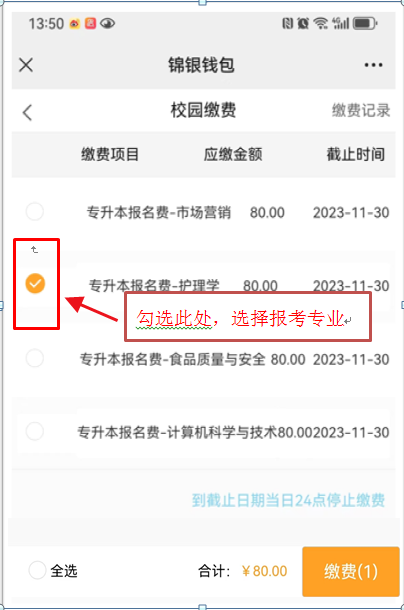 13:50
锦银钱包
校园缴费 缴费记录
缴费项目 应缴金额 截止时间
专升本报名费-市场营销 80.00 2023-11-30
专升本报名费-护理学 80.00 2023-11-30
勾选此处，选择报考专业
专升本报名费-食品质量与安全 80.00 2023-11-30
专升本报名费-计算机科学与技术80.002023-11-30
到截止日期当日24点停止缴费
全选 合计：￥80.00 缴费(1)